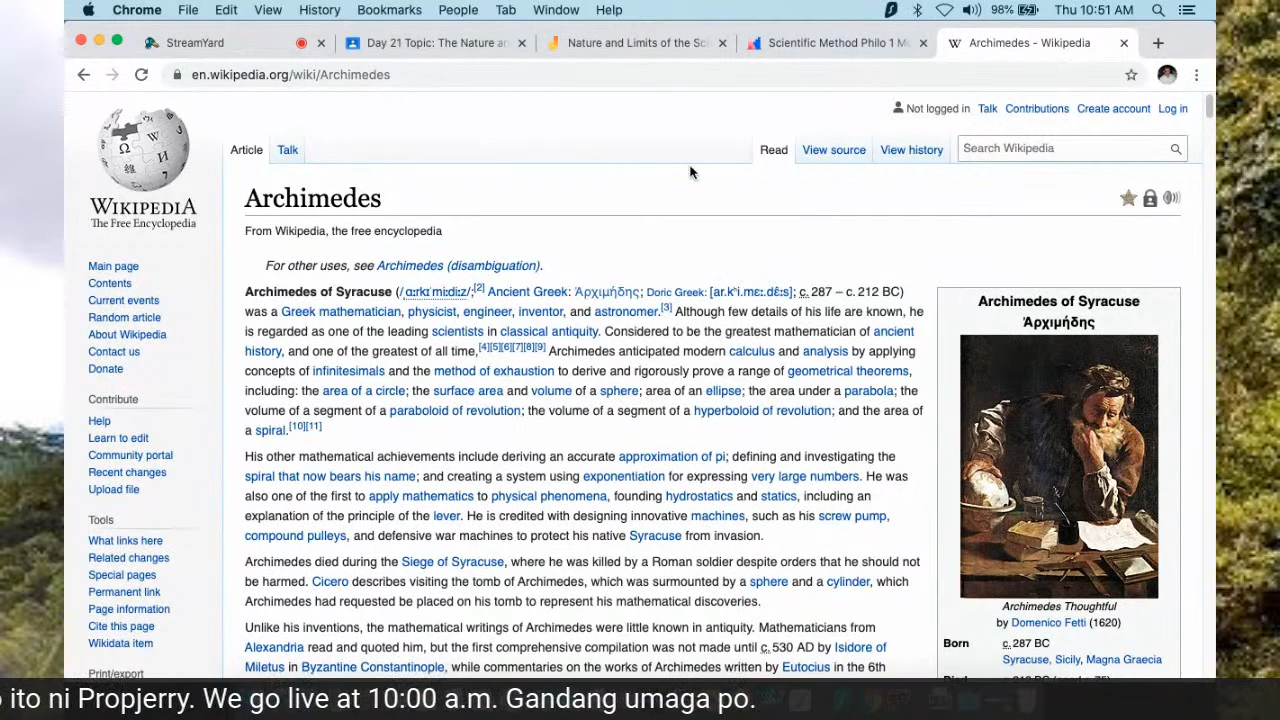 Chrome File Edit View History Bookmarks People Tab Window Help 98% Thu 10:51 AM
StreamYard Day 21 Topic: The Nature an Nature and Limits of the Sci Scientific Method Philo 1 Mo Archimedes - Wikipedia
en.wikipedia.org/wiki/Archimedes
Not logged in Talk Contributions Create account Log in
Article Talk Read View source View history Search Wikipedia
WIKIPEDIA
The Free Encyclopedia
Main page
Contents
Current events
Random article
About Wikipedia
Contact us
Donate
Contribute
Help
Learn to edit
Community portal
Recent changes
Upload file
Tools
What links here
Related changes
Special pages
Permanent link
Page information
Cite this page
Wikidata item
Print/export
Archimedes
From Wikipedia, the free encyclopedia
For other uses, see Archimedes (disambiguation).
Archimedes of Syracuse (/ˌɑːrkɪˈmiːdiːz/;[2] Ancient Greek: Ἀρχιμήδης; Doric Greek: [ar.kʰi.mɛː.dɛ̂ːs]; c. 287 – c. 212 BC)
was a Greek mathematician, physicist, engineer, inventor, and astronomer.[3] Although few details of his life are known, he
is regarded as one of the leading scientists in classical antiquity. Considered to be the greatest mathematician of ancient
history, and one of the greatest of all time,[4][5][6][7][8][9] Archimedes anticipated modern calculus and analysis by applying
concepts of infinitesimals and the method of exhaustion to derive and rigorously prove a range of geometrical theorems,
including: the area of a circle; the surface area and volume of a sphere; area of an ellipse; the area under a parabola; the
volume of a segment of a paraboloid of revolution; the volume of a segment of a hyperboloid of revolution; and the area of
a spiral.[10][11]
His other mathematical achievements include deriving an accurate approximation of pi; defining and investigating the
spiral that now bears his name; and creating a system using exponentiation for expressing very large numbers. He was
also one of the first to apply mathematics to physical phenomena, founding hydrostatics and statics, including an
explanation of the principle of the lever. He is credited with designing innovative machines, such as his screw pump,
compound pulleys, and defensive war machines to protect his native Syracuse from invasion.
Archimedes died during the Siege of Syracuse, where he was killed by a Roman soldier despite orders that he should not
be harmed. Cicero describes visiting the tomb of Archimedes, which was surmounted by a sphere and a cylinder, which
Archimedes had requested be placed on his tomb to represent his mathematical discoveries.
Unlike his inventions, the mathematical writings of Archimedes were little known in antiquity. Mathematicians from
Alexandria read and quoted him, but the first comprehensive compilation was not made until c. 530 AD by Isidore of
Miletus in Byzantine Constantinople, while commentaries on the works of Archimedes written by Eutocius in the 6th
Archimedes of Syracuse
Ἀρχιμήδης
Archimedes Thoughtful
by Domenico Fetti (1620)
Born c. 287 BC
Syracuse, Sicily, Magna Graecia
ito ni Propjerry. We go live at 10:00 a.m. Gandang umaga po.